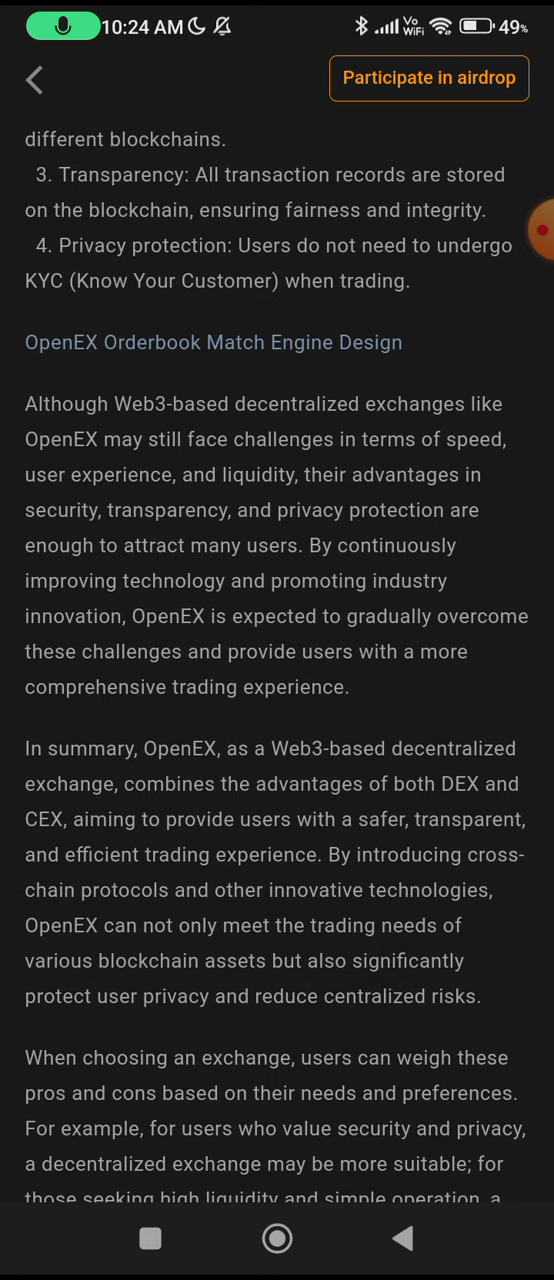 10:24 AM Vo WiFi 49%
Participate in airdrop
different blockchains.
3. Transparency: All transaction records are stored
on the blockchain, ensuring fairness and integrity.
4. Privacy protection: Users do not need to undergo
KYC (Know Your Customer) when trading.
OpenEX Orderbook Match Engine Design
Although Web3-based decentralized exchanges like
OpenEX may still face challenges in terms of speed,
user experience, and liquidity, their advantages in
security, transparency, and privacy protection are
enough to attract many users. By continuously
improving technology and promoting industry
innovation, OpenEX is expected to gradually overcome
these challenges and provide users with a more
comprehensive trading experience.
In summary, OpenEX, as a Web3-based decentralized
exchange, combines the advantages of both DEX and
CEX, aiming to provide users with a safer, transparent,
and efficient trading experience. By introducing cross-
chain protocols and other innovative technologies,
OpenEX can not only meet the trading needs of
various blockchain assets but also significantly
protect user privacy and reduce centralized risks.
When choosing an exchange, users can weigh these
pros and cons based on their needs and preferences.
For example, for users who value security and privacy,
a decentralized exchange may be more suitable; for
those seeking high liquidity and simple operation, a